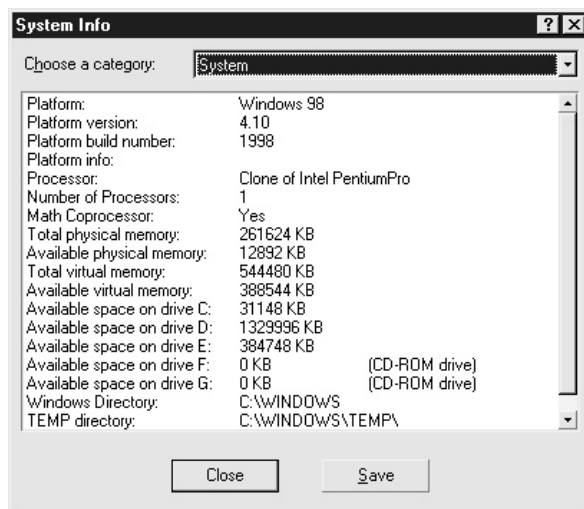 System Info
Choose a category: System
Platform: Windows 98
Platform version: 4.10
Platform build number: 1998
Platform info:
Processor: Clone of Intel PentiumPro
Number of Processors: 1
Math Coprocessor: Yes
Total physical memory: 261624 KB
Available physical memory: 12892 KB
Total virtual memory: 544480 KB
Available virtual memory: 388544 KB
Available space on drive C: 31148 KB
Available space on drive D: 1329996 KB
Available space on drive E: 384748 KB
Available space on drive F: 0 KB (CD-ROM drive)
Available space on drive G: 0 KB (CD-ROM drive)
Windows Directory: C:\WINDOWS
TEMP directory: C:\WINDOWS\TEMP\
Close Save